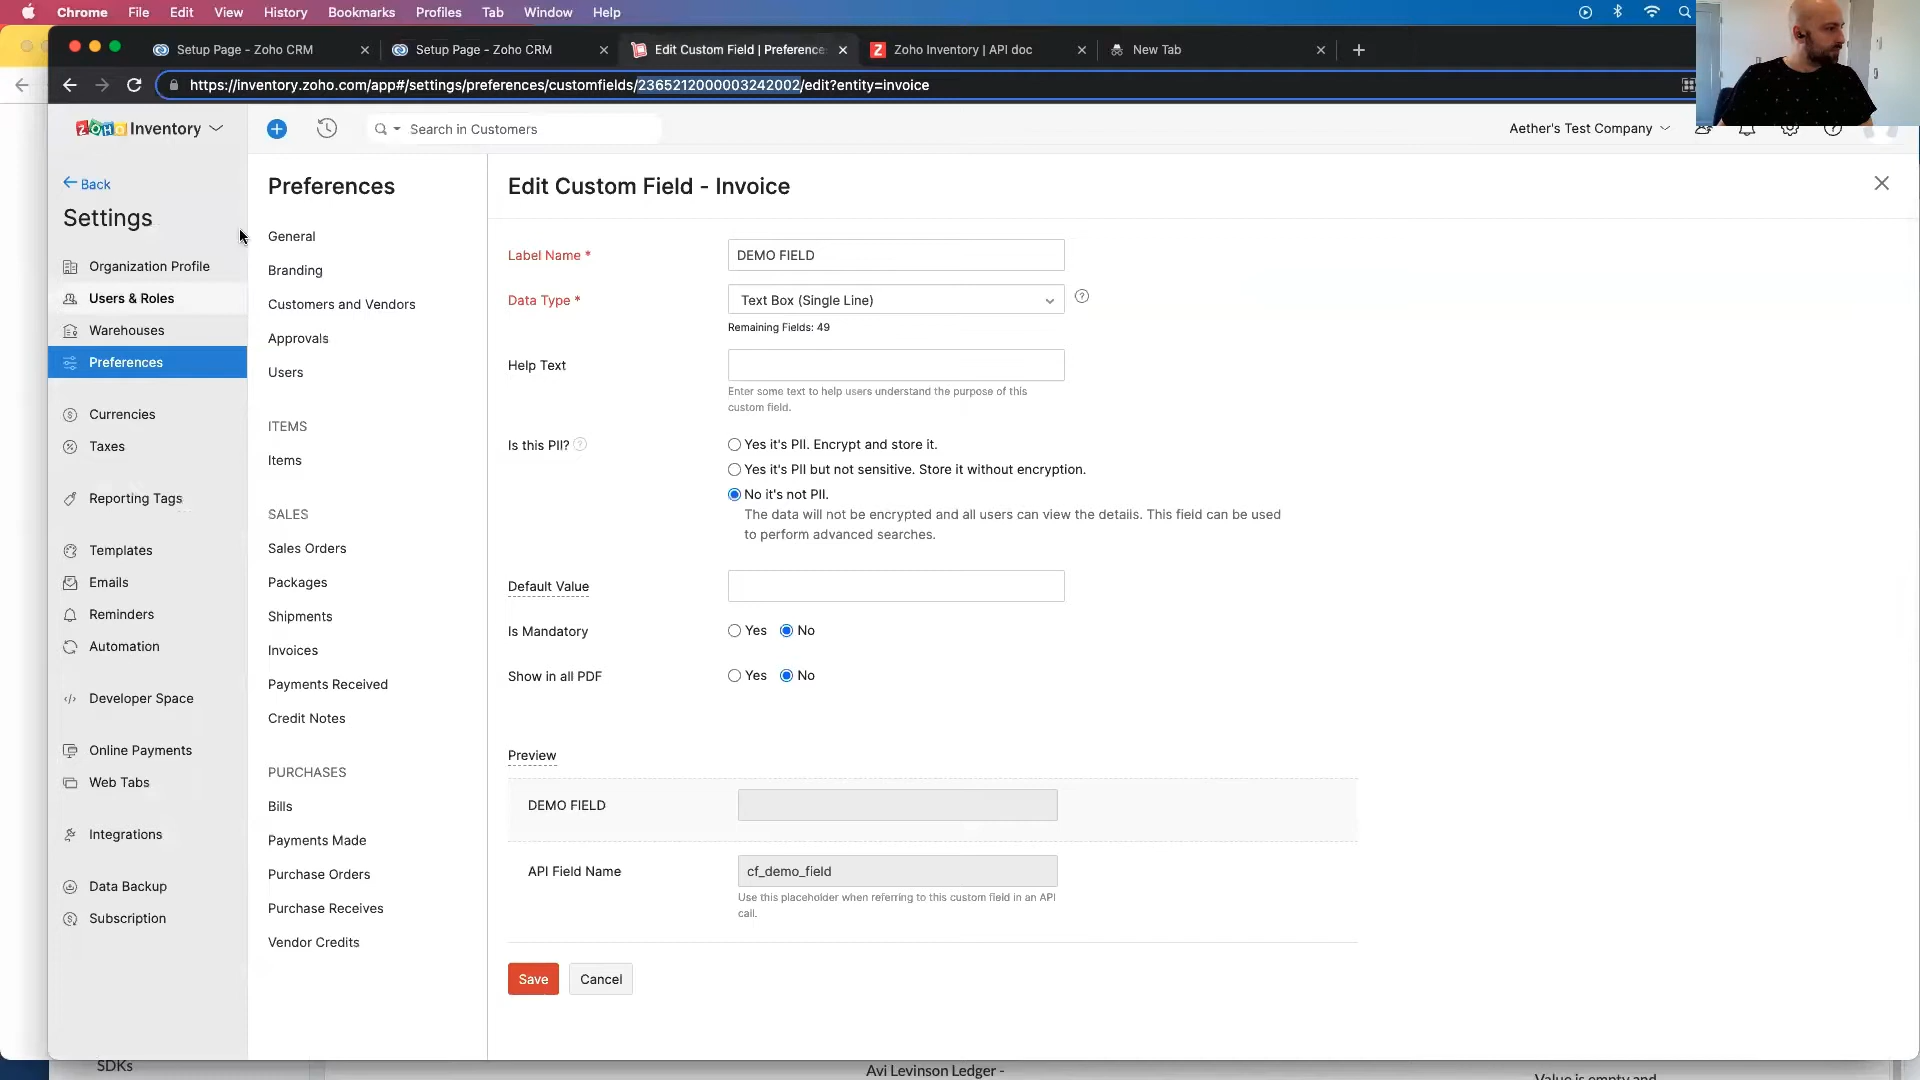 Chrome File Edit View History Bookmarks Profiles Tab Window Help
Setup Page - Zoho CRM
Setup Page - Zoho CRM
Edit Custom Field | Preference
Zoho Inventory | API doc
New Tab
https://inventory.zoho.com/app#/settings/preferences/customfields/2365212000003242002/edit?entity=invoice
ZOHO Inventory
Search in Customers
Aether's Test Company
Back
Settings
Organization Profile
Users & Roles
Warehouses
Preferences
Currencies
Taxes
Reporting Tags
Templates
Emails
Reminders
Automation
Developer Space
Online Payments
Web Tabs
Integrations
Data Backup
Subscription
Preferences
General
Branding
Customers and Vendors
Approvals
Users
ITEMS
Items
SALES
Sales Orders
Packages
Shipments
Invoices
Payments Received
Credit Notes
PURCHASES
Bills
Payments Made
Purchase Orders
Purchase Receives
Vendor Credits
Edit Custom Field - Invoice
Label Name *
DEMO FIELD
Data Type *
Text Box (Single Line)
Remaining Fields: 49
Help Text
Enter some text to help users understand the purpose of this
custom field.
Is this PII?
Yes it's PII. Encrypt and store it.
Yes it's PII but not sensitive. Store it without encryption.
No it's not PII.
The data will not be encrypted and all users can view the details. This field can be used
to perform advanced searches.
Default Value
Is Mandatory
Yes No
Show in all PDF
Yes No
Preview
DEMO FIELD
API Field Name
cf_demo_field
Use this placeholder when referring to this custom field in an API
call.
Save Cancel
SDKs
Avi Levinson Ledger -
Value is empty and